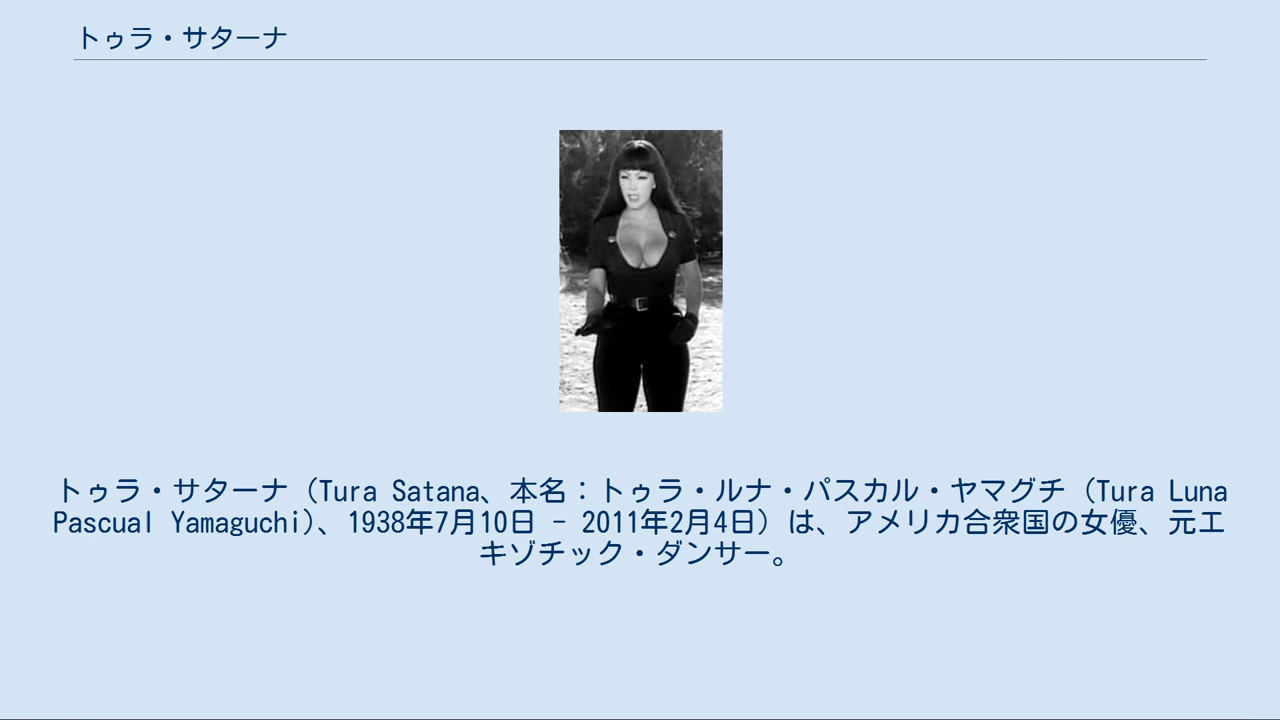 トゥラ・サターナ
トゥラ・サターナ（Tura Satana、本名：トゥラ・ルナ・パスカル・ヤマグチ（Tura Luna
Pascual Yamaguchi)、1938年7月10日 - 2011年2月4日）は、アメリカ合衆国の女優、元エ
キゾチック・ダンサー。